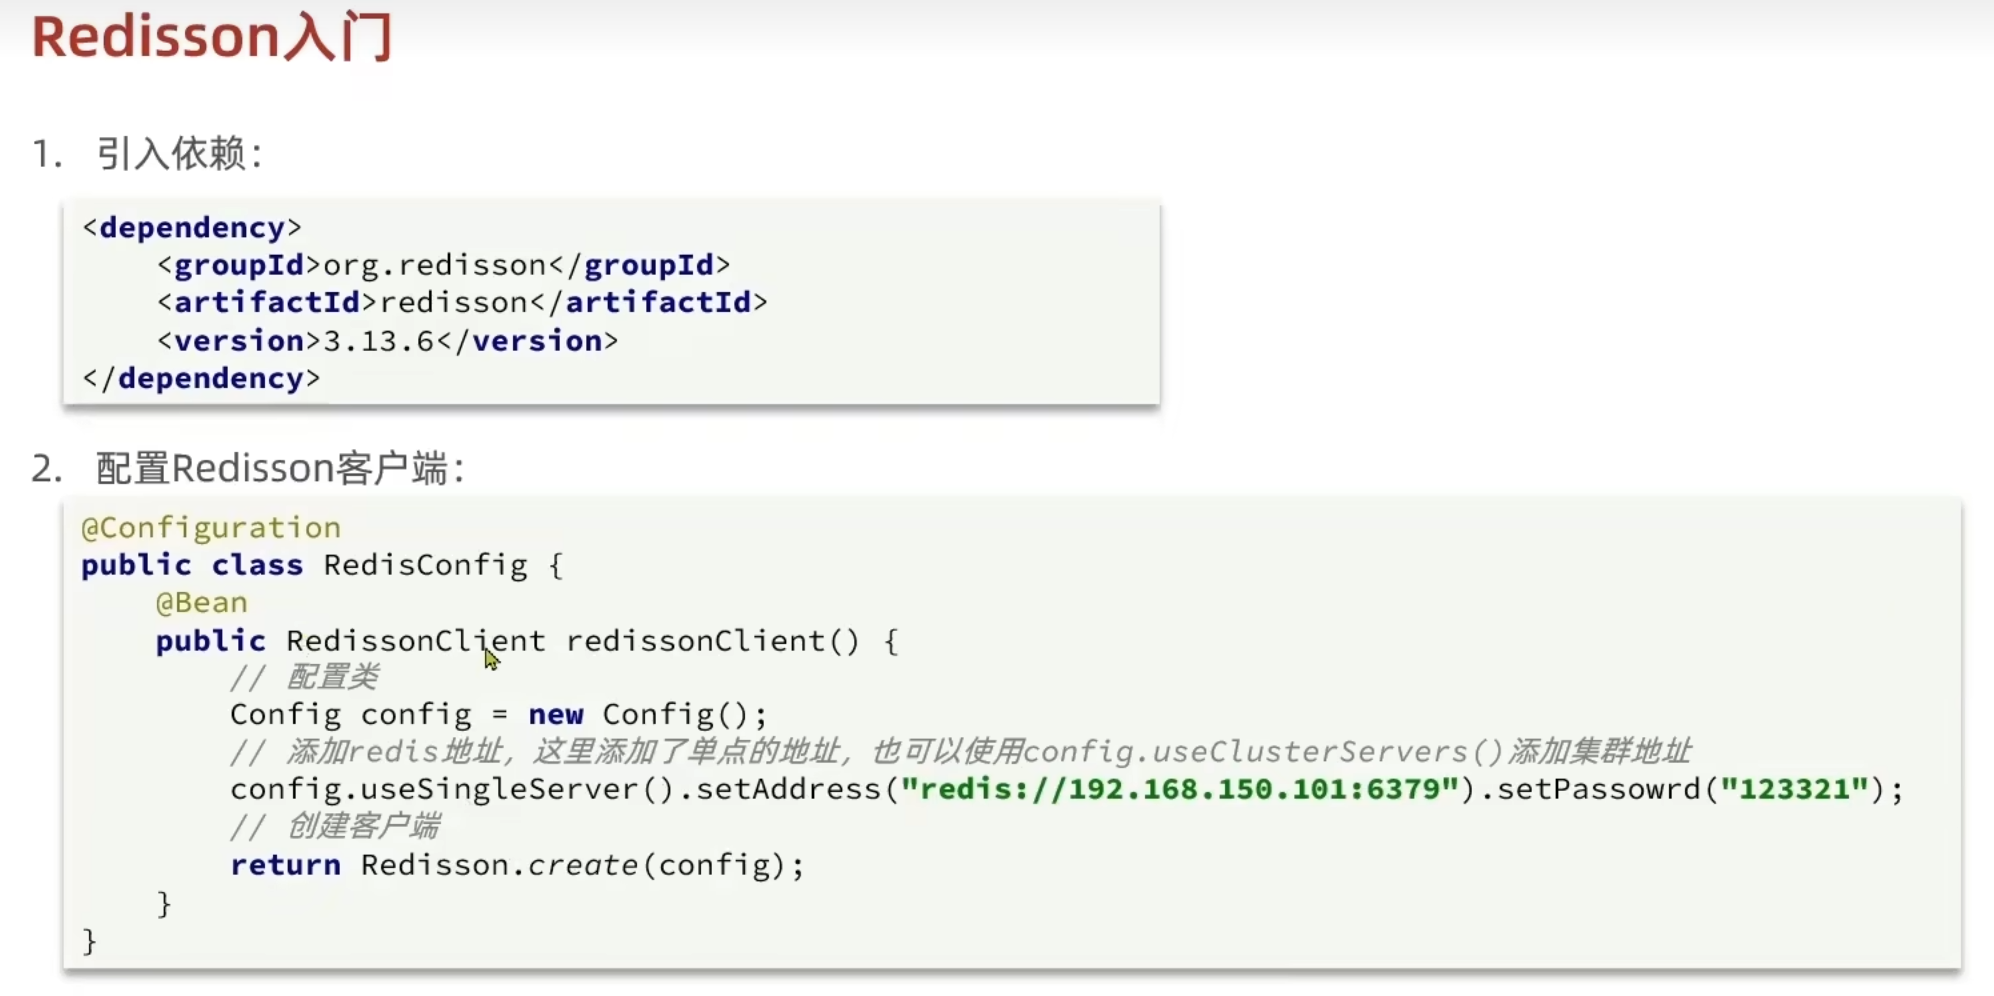 Redisson入门
1. 引入依赖：
<dependency>
    <groupId>org.redisson</groupId>
    <artifactId>redisson</artifactId>
    <version>3.13.6</version>
</dependency>
2. 配置Redisson客户端：
@Configuration
public class RedisConfig {
    @Bean
    public RedissonClient redissonClient() {
        // 配置类
        Config config = new Config();
        // 添加redis地址，这里添加了单点的地址，也可以使用config.useClusterServers()添加集群地址
        config.useSingleServer().setAddress("redis://192.168.150.101:6379").setPassowrd("123321");
        // 创建客户端
        return Redisson.create(config);
    }
}